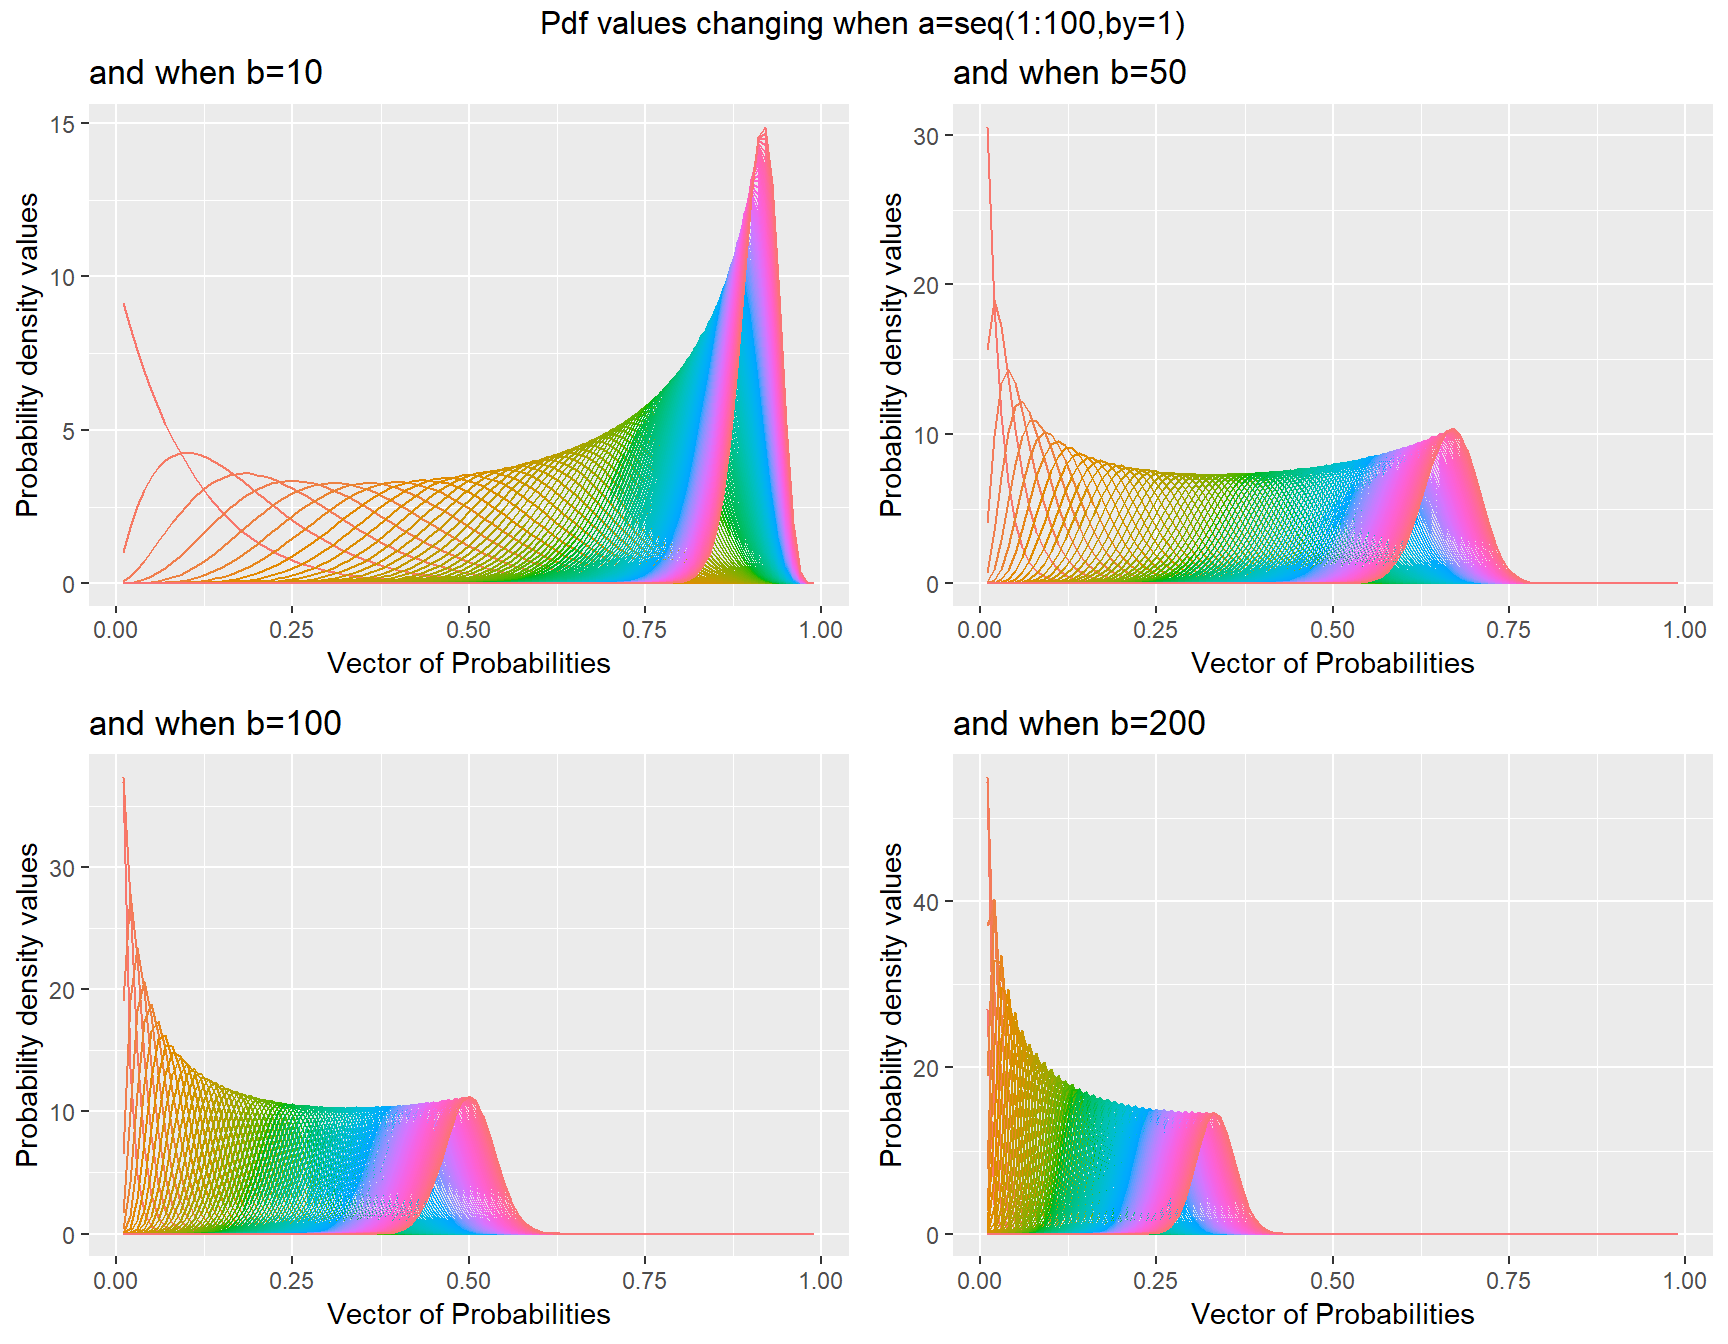 Pdf values changing when a=seq(1:100,by=1)
and when b=10
Probability density values
15
10
5
0
0.00 0.25 0.50 0.75 1.00
Vector of Probabilities
and when b=50
Probability density values
30
20
10
0
0.00 0.25 0.50 0.75 1.00
Vector of Probabilities
and when b=100
Probability density values
30
20
10
0
0.00 0.25 0.50 0.75 1.00
Vector of Probabilities
and when b=200
Probability density values
40
20
0
0.00 0.25 0.50 0.75 1.00
Vector of Probabilities